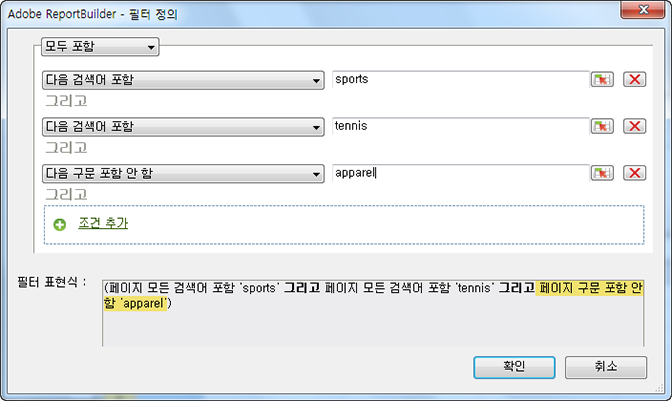 Adobe ReportBuilder - 필터 정의
모두 포함
다음 검색어 포함 sports
그리고
다음 검색어 포함 tennis
그리고
다음 구문 포함 안 함 apparel
그리고
조건 추가
필터 표현식 :
(페이지 모든 검색어 포함 'sports' 그리고 페이지 모든 검색어 포함 'tennis' 그리고 페이지 구문 포함 안
함 'apparel')
확인 취소